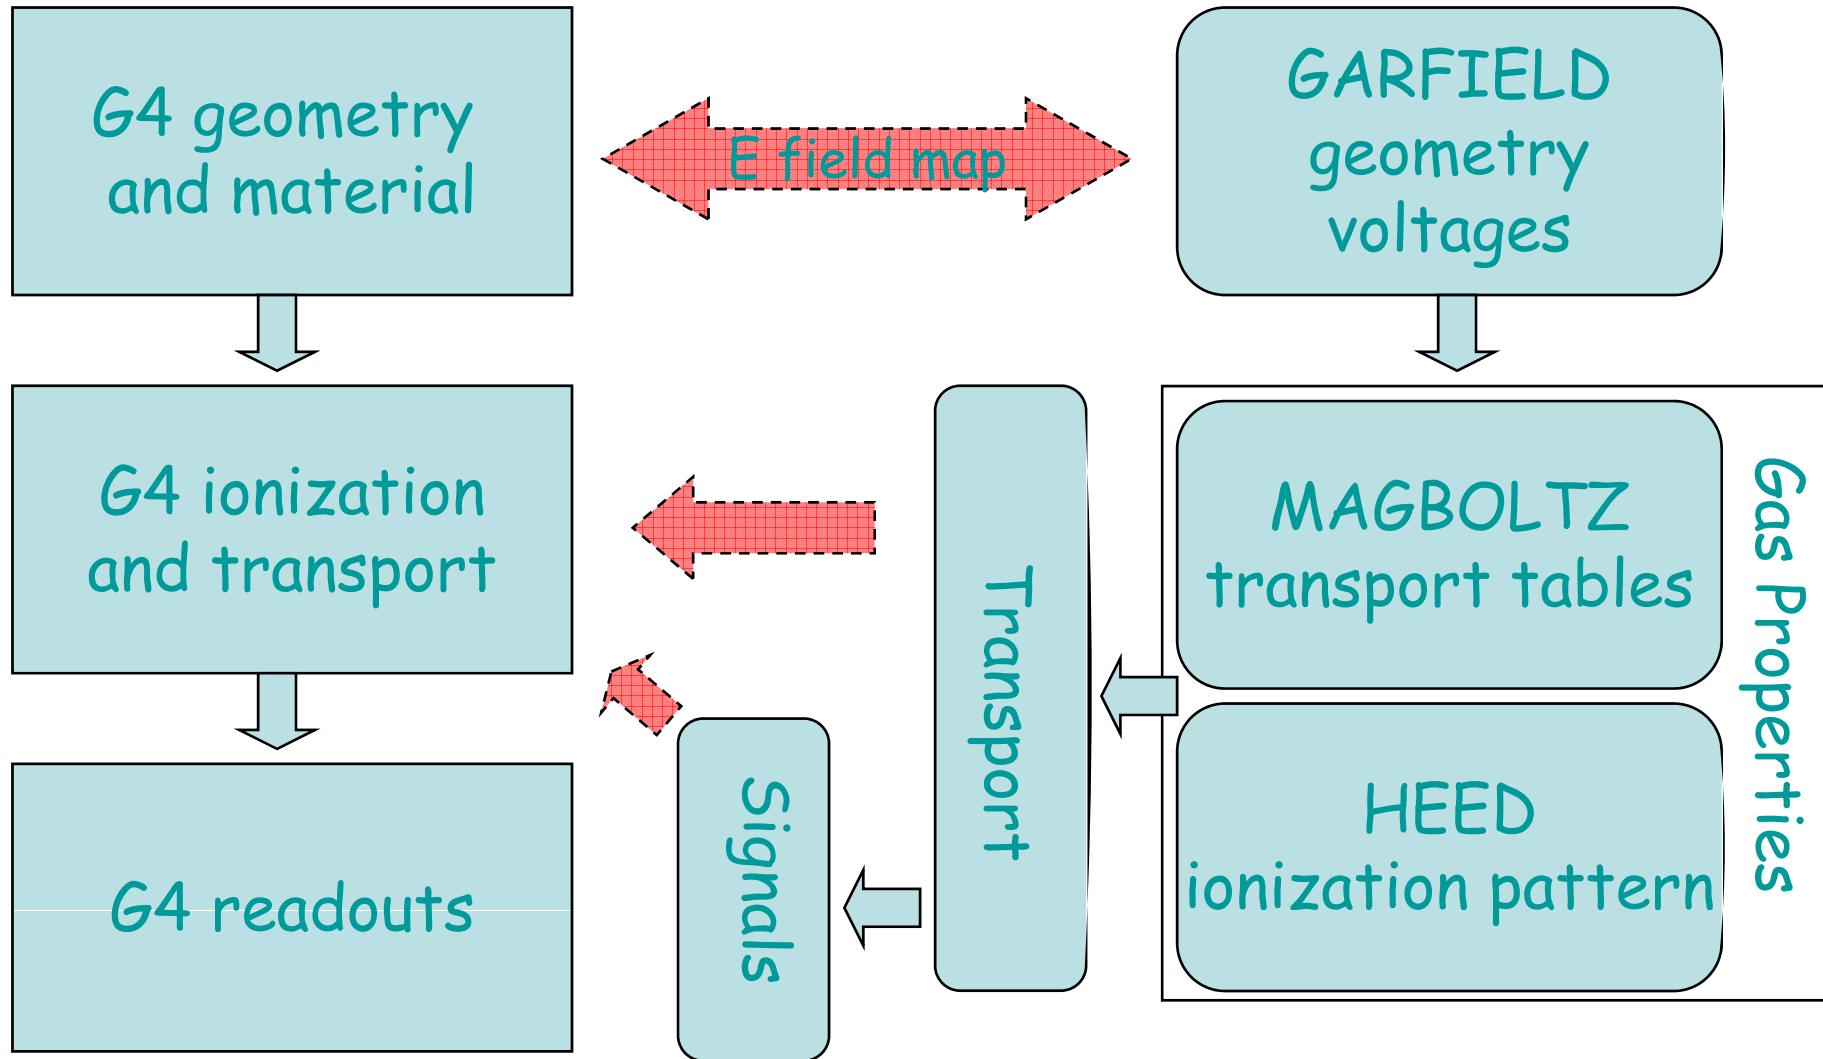 G4 geometry
and material
E field map
GARFIELD
geometry
voltages
G4 ionization
and transport
Transport
MAGBOLTZ
transport tables
Gas Properties
HEED
ionization pattern
G4 readouts
Signals